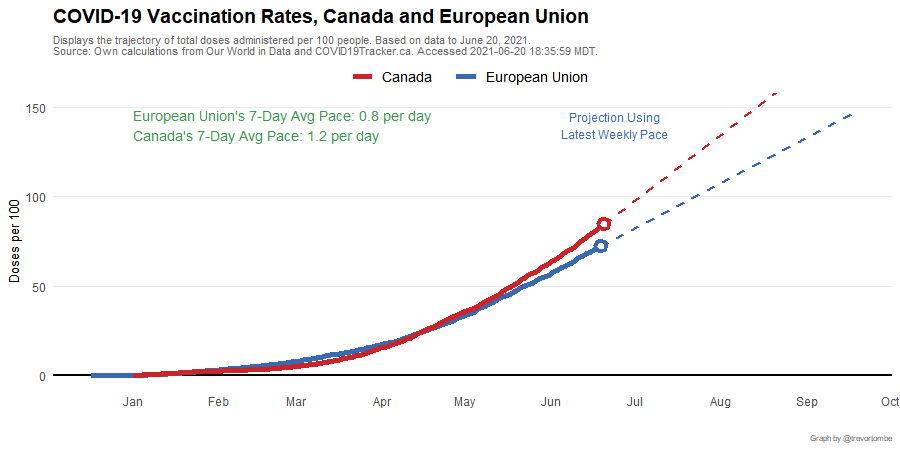 COVID-19 Vaccination Rates, Canada and European Union
Displays the trajectory of total doses administered per 100 people. Based on data to June 20, 2021.
Source: Own calculations from Our World in Data and COVID19Tracker.ca. Accessed 2021-06-20 18:35:59 MDT.
Canada European Union
European Union's 7-Day Avg Pace: 0.8 per day
Canada's 7-Day Avg Pace: 1.2 per day
Projection Using
Latest Weekly Pace
Doses per 100
150
100
50
0
Jan Feb Mar Apr May Jun Jul Aug Sep Oct
Graph by @trevortombe